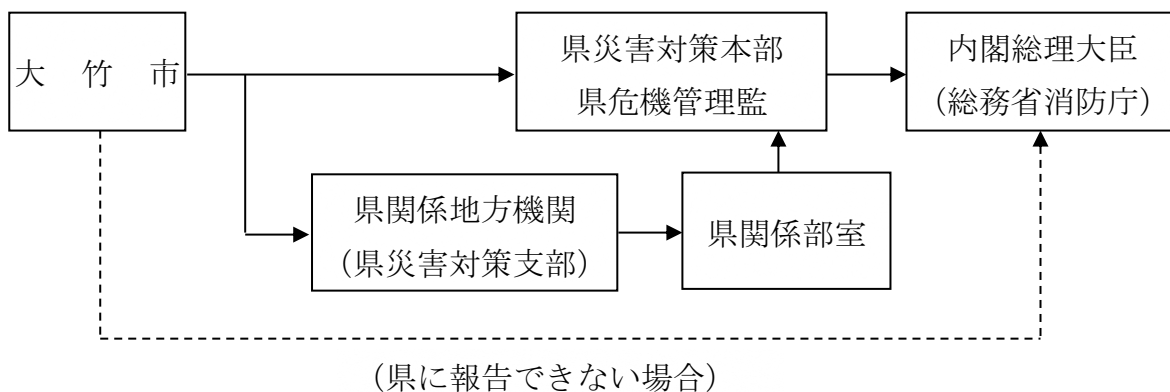 大　竹　市
県災害対策本部
県危機管理監
内閣総理大臣
（総務省消防庁）
県関係地方機関
（県災害対策支部）
県関係部室
（県に報告できない場合）